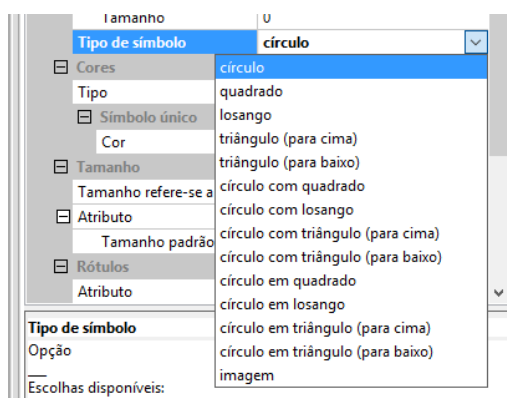 Tamanho 0
Tipo de símbolo círculo
Cores círculo
Tipo quadrado
Símbolo único losango
Cor triângulo (para cima)
Tamanho triângulo (para baixo)
Tamanho refere-se a círculo com quadrado
Atributo círculo com losango
Tamanho padrão círculo com triângulo (para cima)
Rótulos círculo com triângulo (para baixo)
Atributo círculo em quadrado
círculo em losango
Tipo de símbolo círculo em triângulo (para cima)
Opção círculo em triângulo (para baixo)
imagem
Escolhas disponíveis: